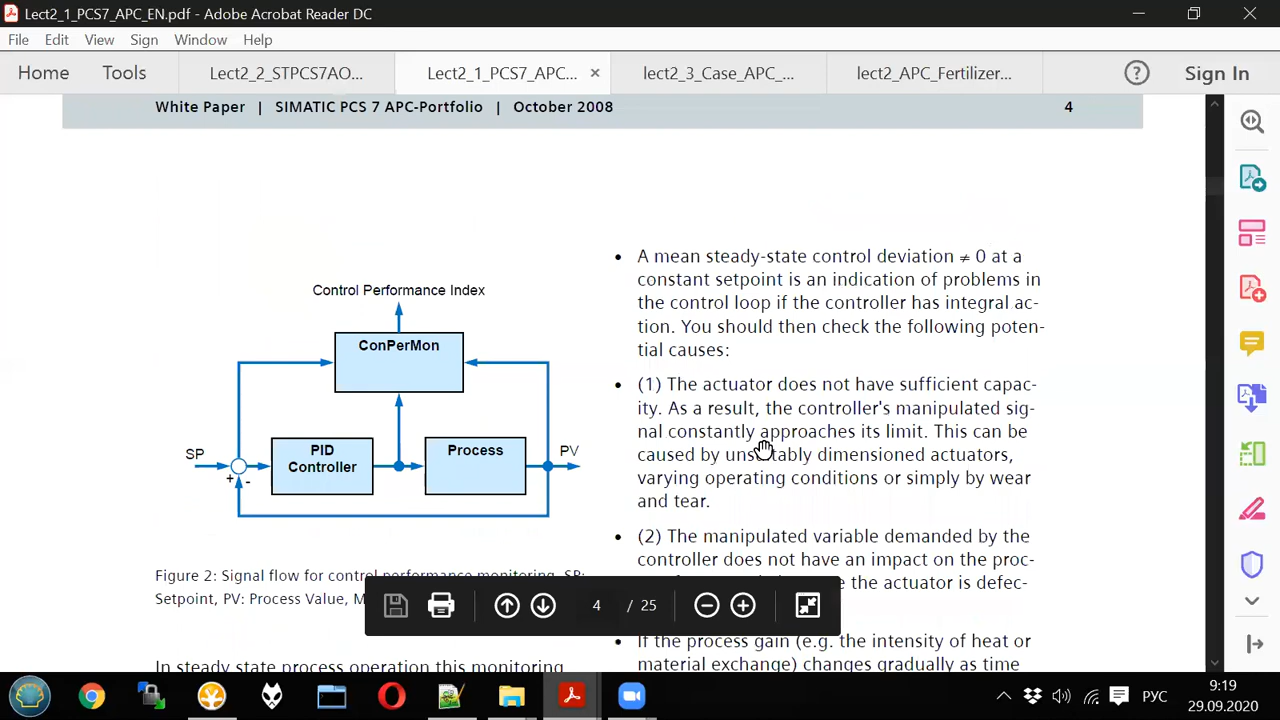 Lect2_1_PCS7_APC_EN.pdf - Adobe Acrobat Reader DC
File Edit View Sign Window Help
Home Tools Lect2_2_STPCS7AO... Lect2_1_PCS7_APC... lect2_3_Case_APC_... lect2_APC_Fertilizer... Sign In
White Paper | SIMATIC PCS 7 APC-Portfolio | October 2008 4
Control Performance Index
ConPerMon
SP
+
-
PID
Controller
Process
PV
Figure 2: Signal flow for control performance monitoring. SP:
Setpoint, PV: Process Value,
In steady state process operation this monitoring
• A mean steady-state control deviation ≠ 0 at a
constant setpoint is an indication of problems in
the control loop if the controller has integral ac-
tion. You should then check the following poten-
tial causes:
• (1) The actuator does not have sufficient capac-
ity. As a result, the controller's manipulated sig-
nal constantly approaches its limit. This can be
caused by unsuitably dimensioned actuators,
varying operating conditions or simply by wear
and tear.
• (2) The manipulated variable demanded by the
controller does not have an impact on the proc-
the actuator is defec-
• If the process gain (e.g. the intensity of heat or
material exchange) changes gradually as time
4 / 25
РУС
9:19
29.09.2020